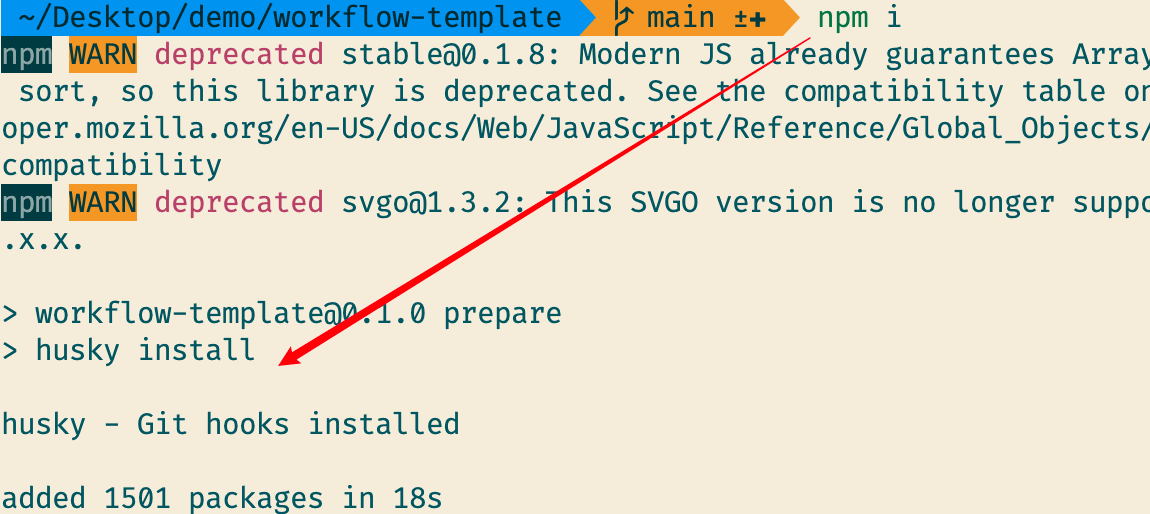 ~/Desktop/demo/workflow-template main ±+ npm i
npm WARN deprecated stable@0.1.8: Modern JS already guarantees Array
sort, so this library is deprecated. See the compatibility table on
oper.mozilla.org/en-US/docs/Web/JavaScript/Reference/Global_Objects/
compatibility
npm WARN deprecated svgo@1.3.2: This SVGO version is no longer suppo
.x.x.
> workflow-template@0.1.0 prepare
> husky install
husky - Git hooks installed
added 1501 packages in 18s